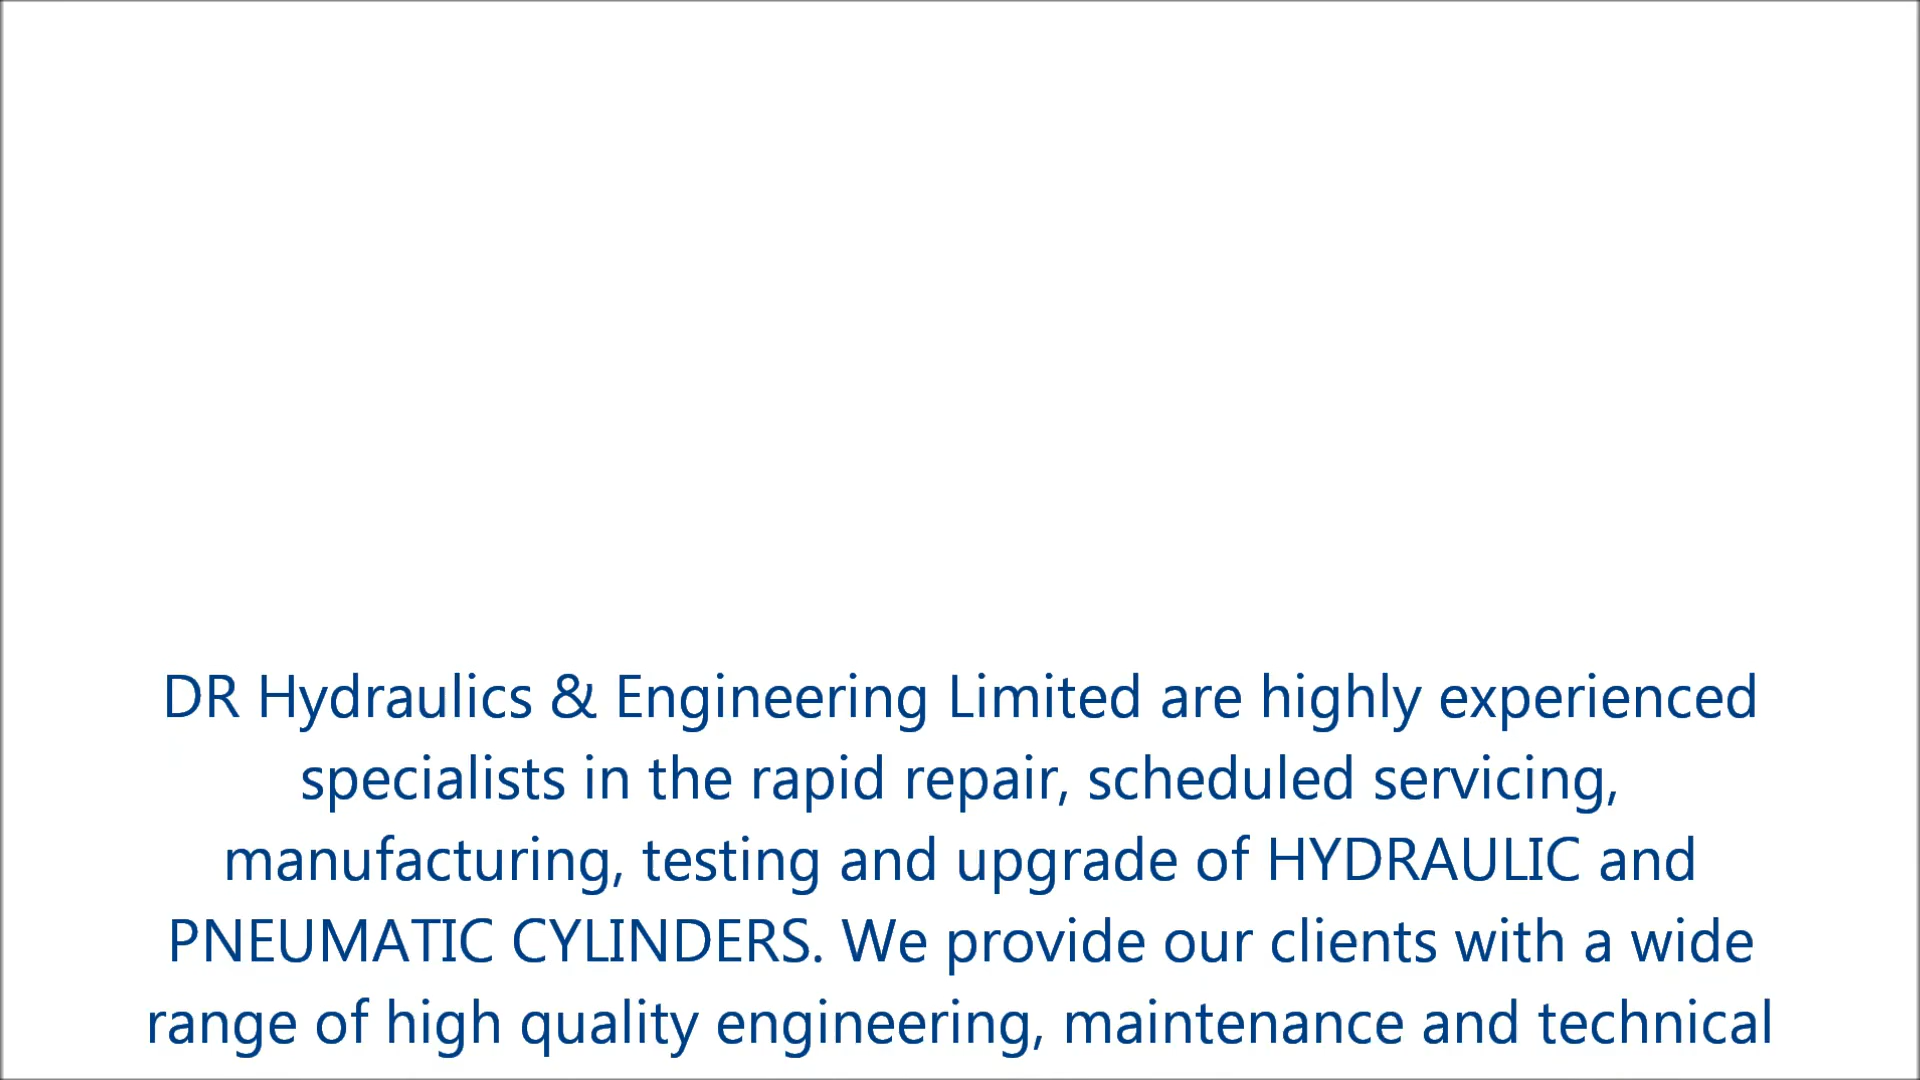 DR Hydraulics & Engineering Limited are highly experienced
specialists in the rapid repair, scheduled servicing,
manufacturing, testing and upgrade of HYDRAULIC and
PNEUMATIC CYLINDERS. We provide our clients with a wide
range of high quality engineering, maintenance and technical